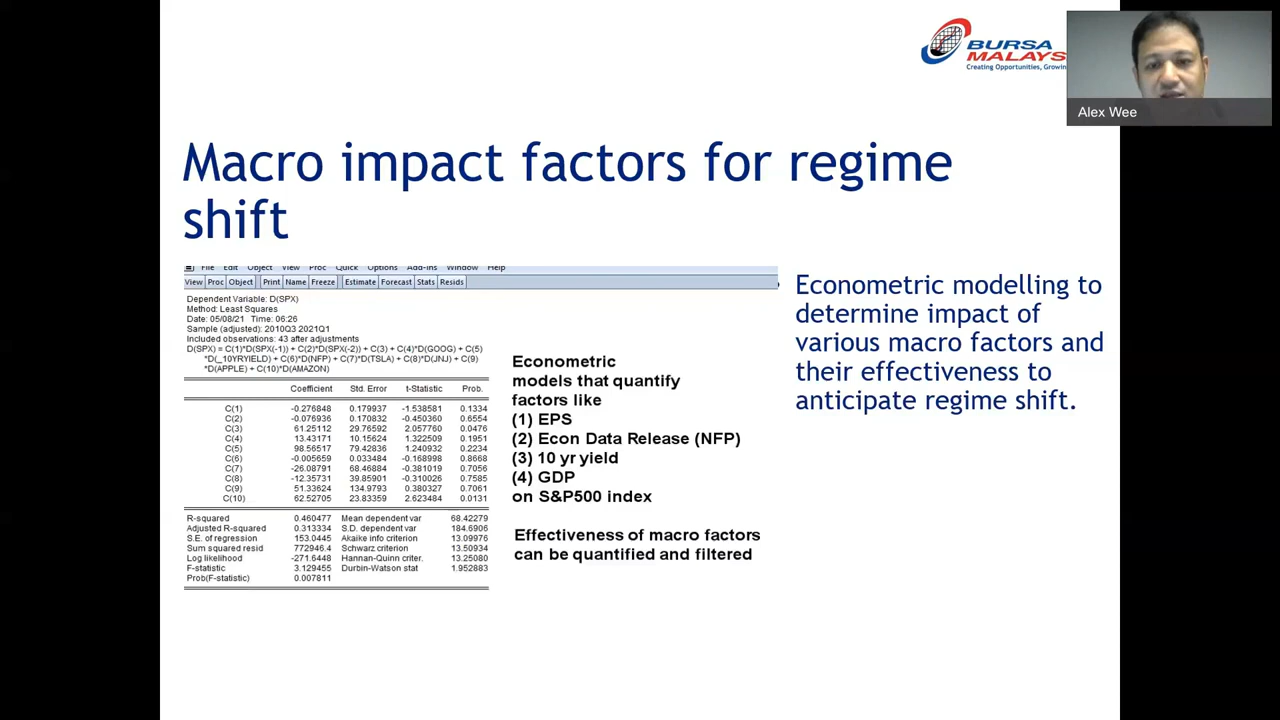 BURSA
MALAYS
Creating Opportunities, Growin
Alex Wee
Macro impact factors for regime
shift
File Edit Object View Proc Quick Options Add-ins Window Help
View Proc Object Print Name Freeze Estimate Forecast Stats Resids
Dependent Variable: D(SPX)
Method: Least Squares
Date: 05/08/21 Time: 06:26
Sample (adjusted): 2010Q3 2021Q1
Included observations: 43 after adjustments
D(SPX) = C(1)*D(SPX(-1)) + C(2)*D(SPX(-2)) + C(3) + C(4)*D(GOOG) + C(5)
*D(_10YRYIELD) + C(6)*D(NFP) + C(7)*D(TSLA) + C(8)*D(JNJ) + C(9)
*D(APPLE) + C(10)*D(AMAZON)
Coefficient Std. Error t-Statistic Prob.
C(1) -0.276848 0.179937 -1.538581 0.1334
C(2) -0.076936 0.170832 -0.450360 0.6554
C(3) 61.25112 29.76592 2.057760 0.0476
C(4) 13.43171 10.15624 1.322509 0.1951
C(5) 98.56517 79.42836 1.240932 0.2234
C(6) -0.005659 0.033484 -0.168998 0.8668
C(7) -26.08791 68.46884 -0.381019 0.7056
C(8) -12.35731 39.85901 -0.310026 0.7585
C(9) 51.33624 134.9793 0.380327 0.7061
C(10) 62.52705 23.83359 2.623484 0.0131
R-squared 0.460477 Mean dependent var 68.42279
Adjusted R-squared 0.313334 S.D. dependent var 184.6906
S.E. of regression 153.0445 Akaike info criterion 13.09976
Sum squared resid 772946.4 Schwarz criterion 13.50934
Log likelihood -271.6448 Hannan-Quinn criter. 13.25080
F-statistic 3.129455 Durbin-Watson stat 1.952883
Prob(F-statistic) 0.007811
Econometric
models that quantify
factors like
(1) EPS
(2) Econ Data Release (NFP)
(3) 10 yr yield
(4) GDP
on S&P500 index
Effectiveness of macro factors
can be quantified and filtered
Econometric modelling to
determine impact of
various macro factors and
their effectiveness to
anticipate regime shift.